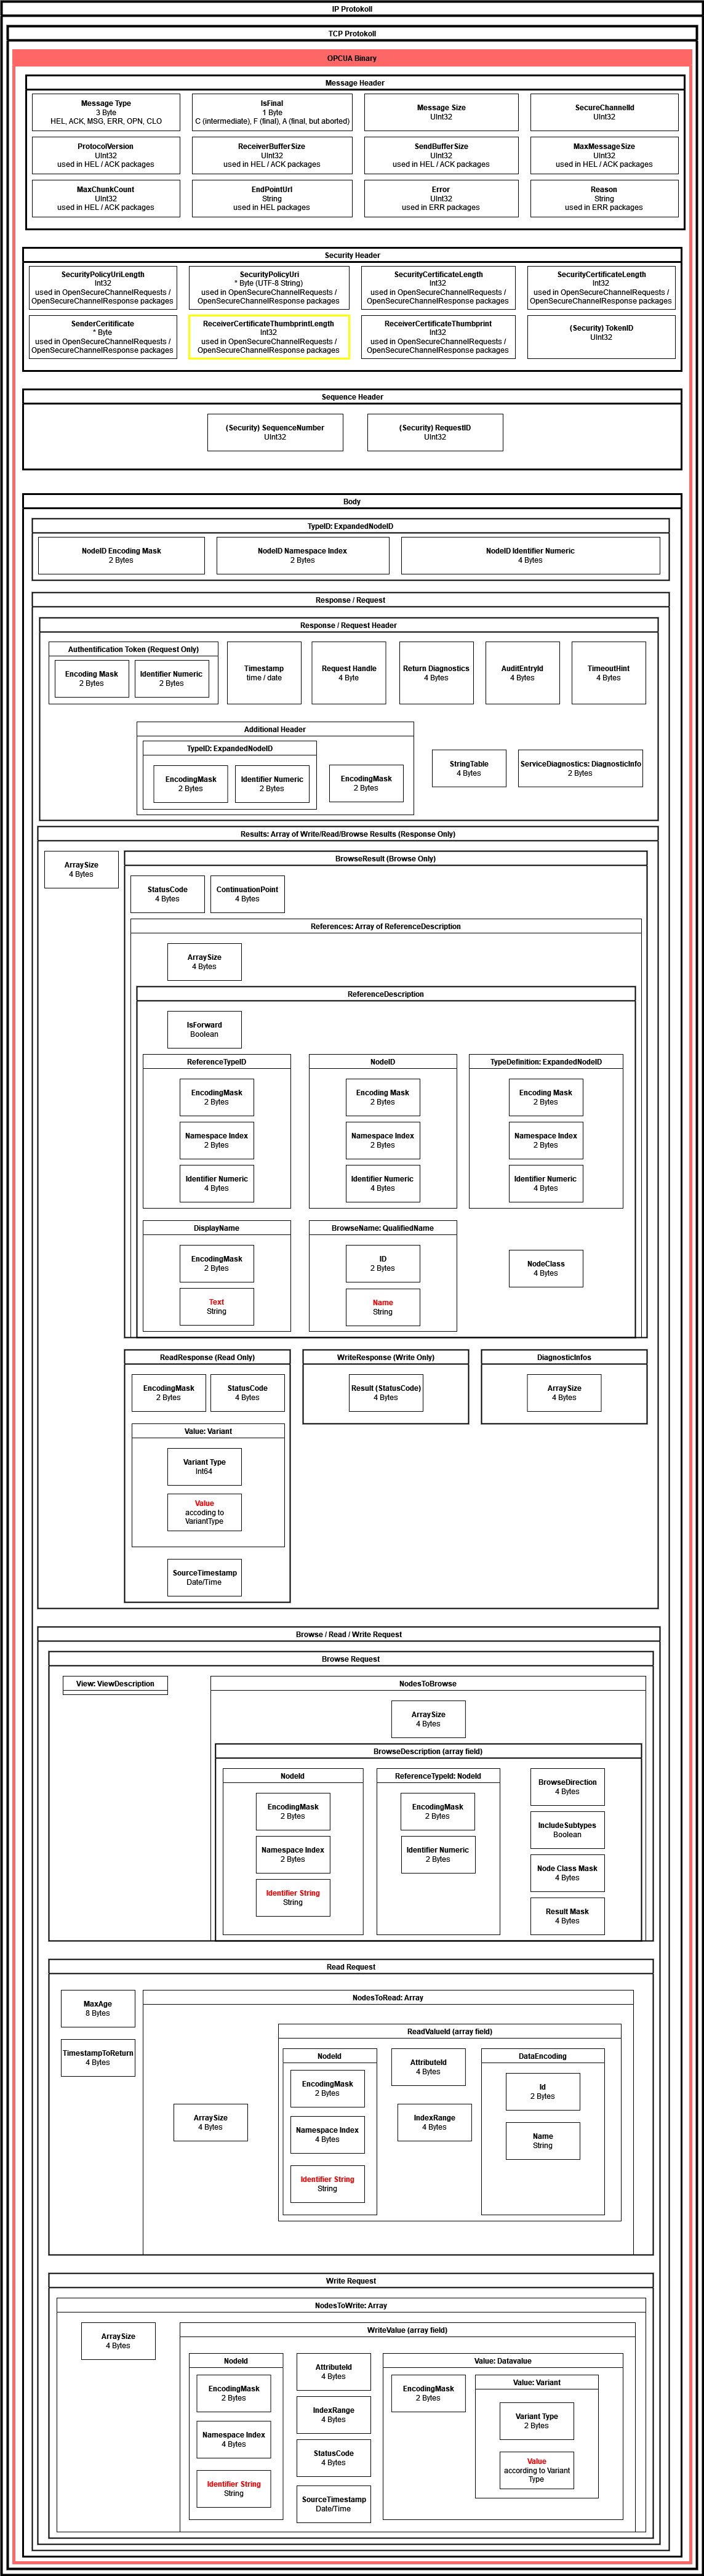 IP Protokoll
TCP Protokoll
OPCUA Binary
Message Header
Message Type
3 Byte
HEL, ACK, MSG, ERR, OPN, CLO
IsFinal
1 Byte
C (intermediate), F (final), A (final, but aborted)
Message Size
UInt32
SecureChannelId
UInt32
ProtocolVersion
UInt32
used in HEL / ACK packages
ReceiverBufferSize
UInt32
used in HEL / ACK packages
SendBufferSize
UInt32
used in HEL / ACK packages
MaxMessageSize
UInt32
used in HEL / ACK packages
MaxChunkCount
UInt32
used in HEL / ACK packages
EndPointUrl
String
used in HEL packages
Error
UInt32
used in ERR packages
Reason
String
used in ERR packages
Security Header
SecurityPolicyUriLength
Int32
used in OpenSecureChannelRequests /
OpenSecureChannelResponse packages
SecurityPolicyUri
* Byte (UTF-8 String)
used in OpenSecureChannelRequests /
OpenSecureChannelResponse packages
SecurityCertificateLength
Int32
used in OpenSecureChannelRequests /
OpenSecureChannelResponse packages
SecurityCertificateLength
Int32
used in OpenSecureChannelRequests /
OpenSecureChannelResponse packages
SenderCeritificate
* Byte
used in OpenSecureChannelRequests /
OpenSecureChannelResponse packages
ReceiverCertificateThumbprintLength
Int32
used in OpenSecureChannelRequests /
OpenSecureChannelResponse packages
ReceiverCertificateThumbprint
Int32
used in OpenSecureChannelRequests /
OpenSecureChannelResponse packages
(Security) TokenID
UInt32
Sequence Header
(Security) SequenceNumber
UInt32
(Security) RequestID
UInt32
Body
TypeID: ExpandedNodeID
NodeID Encoding Mask
2 Bytes
NodeID Namespace Index
2 Bytes
NodeID Identifier Numeric
4 Bytes
Response / Request
Response / Request Header
Authentification Token (Request Only)
Encoding Mask
2 Bytes
Identifier Numeric
2 Bytes
Timestamp
time / date
Request Handle
4 Byte
Return Diagnostics
4 Bytes
AuditEntryId
4 Bytes
TimeoutHint
4 Bytes
Additional Header
TypeID: ExpandedNodeID
EncodingMask
2 Bytes
Identifier Numeric
2 Bytes
EncodingMask
2 Bytes
StringTable
4 Bytes
ServiceDiagnostics: DiagnosticInfo
2 Bytes
Results: Array of Write/Read/Browse Results (Response Only)
ArraySize
4 Bytes
BrowseResult (Browse Only)
StatusCode
4 Bytes
ContinuationPoint
4 Bytes
References: Array of ReferenceDescription
ArraySize
4 Bytes
ReferenceDescription
IsForward
Boolean
ReferenceTypeID
EncodingMask
2 Bytes
Namespace Index
2 Bytes
Identifier Numeric
4 Bytes
NodeID
Encoding Mask
2 Bytes
Namespace Index
2 Bytes
Identifier Numeric
4 Bytes
TypeDefinition: ExpandedNodeID
Encoding Mask
2 Bytes
Namespace Index
2 Bytes
Identifier Numeric
4 Bytes
DisplayName
EncodingMask
2 Bytes
Text
String
BrowseName: QualifiedName
ID
2 Bytes
Name
String
NodeClass
4 Bytes
ReadResponse (Read Only)
EncodingMask
2 Bytes
StatusCode
4 Bytes
Value: Variant
Variant Type
Int64
Value
accoding to
VariantType
SourceTimestamp
Date/Time
WriteResponse (Write Only)
Result (StatusCode)
4 Bytes
DiagnosticInfos
ArraySize
4 Bytes
Browse / Read / Write Request
Browse Request
View: ViewDescription
NodesToBrowse
ArraySize
4 Bytes
BrowseDescription (array field)
NodeId
EncodingMask
2 Bytes
Namespace Index
2 Bytes
Identifier String
String
ReferenceTypeId: NodeId
EncodingMask
2 Bytes
Identifier Numeric
2 Bytes
BrowseDirection
4 Bytes
IncludeSubtypes
Boolean
Node Class Mask
4 Bytes
Result Mask
4 Bytes
Read Request
MaxAge
8 Bytes
TimestampToReturn
4 Bytes
NodesToRead: Array
ArraySize
4 Bytes
ReadValueId (array field)
NodeId
EncodingMask
2 Bytes
Namespace Index
4 Bytes
Identifier String
String
AttributeId
4 Bytes
IndexRange
4 Bytes
DataEncoding
Id
2 Bytes
Name
String
Write Request
NodesToWrite: Array
ArraySize
4 Bytes
WriteValue (array field)
NodeId
EncodingMask
2 Bytes
Namespace Index
4 Bytes
Identifier String
String
AttributeId
4 Bytes
IndexRange
4 Bytes
StatusCode
4 Bytes
SourceTimestamp
Date/Time
Value: Datavalue
EncodingMask
2 Bytes
Value: Variant
Variant Type
2 Bytes
Value
according to Variant
Type